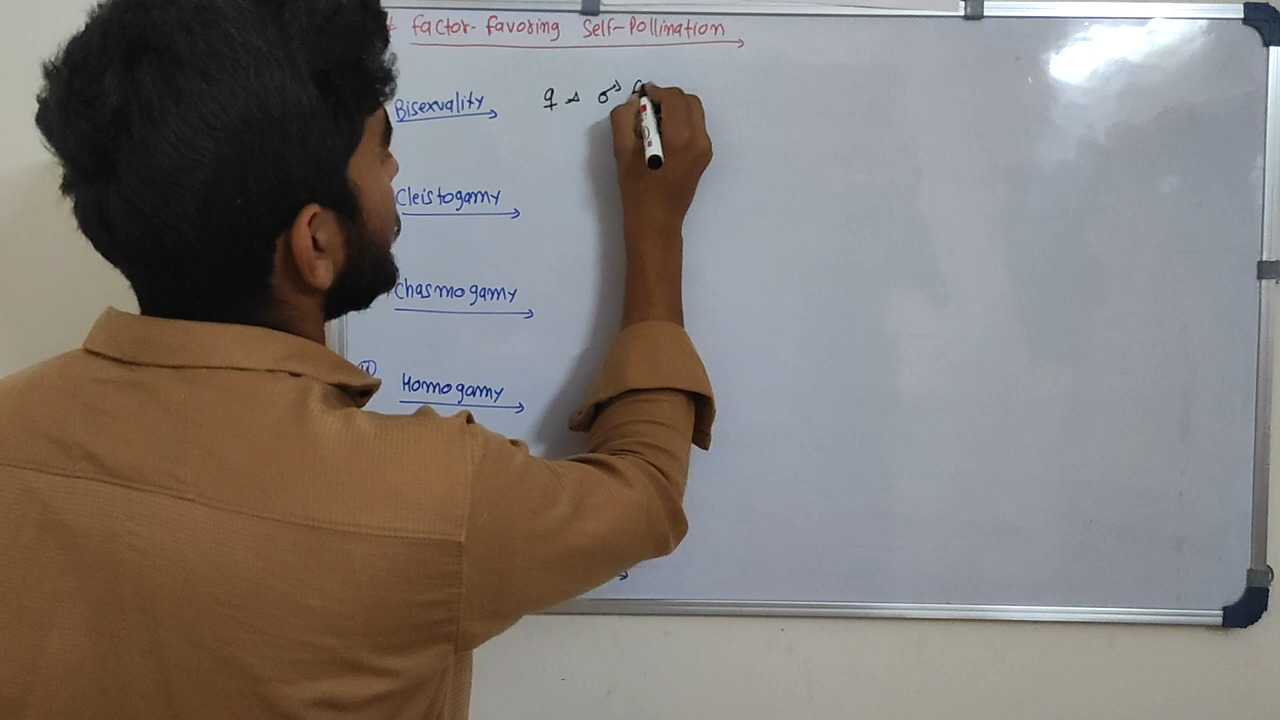 factor-favoring Self-Pollination
Bisexuality ♀ & ♂
Cleistogamy
Chasmogamy
Homogamy